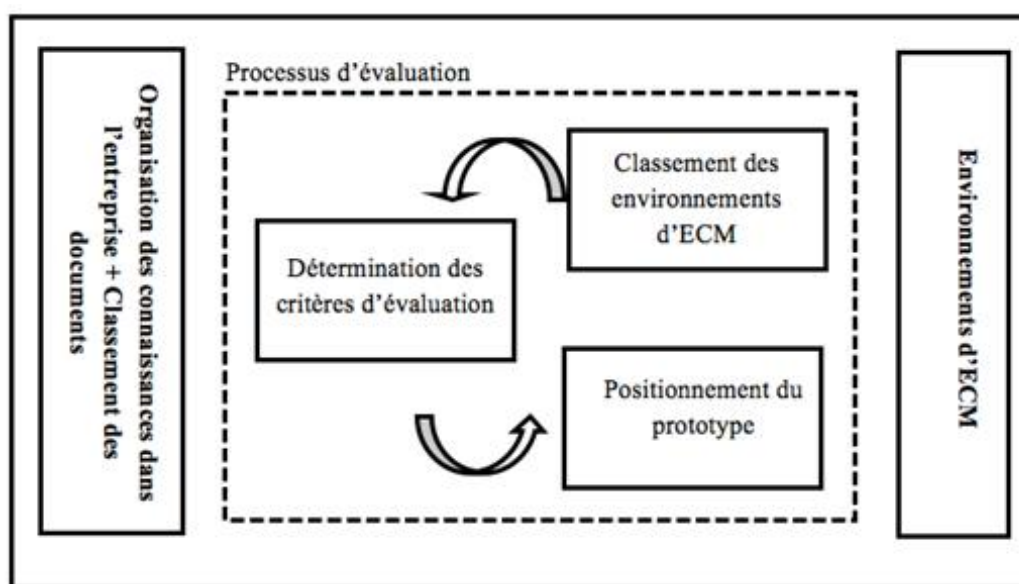 Organisation des connaissances dans
l'entreprise + Classement des
documents
Processus d'évaluation
Classement des
environnements
d'ECM
Détermination des
critères d'évaluation
Positionnement du
prototype
Environnements d'ECM